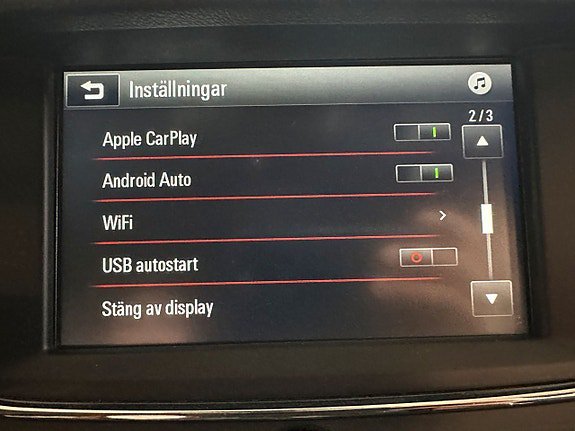 Inställningar
2/3
Apple CarPlay
Android Auto
WiFi
USB autostart
Stäng av display